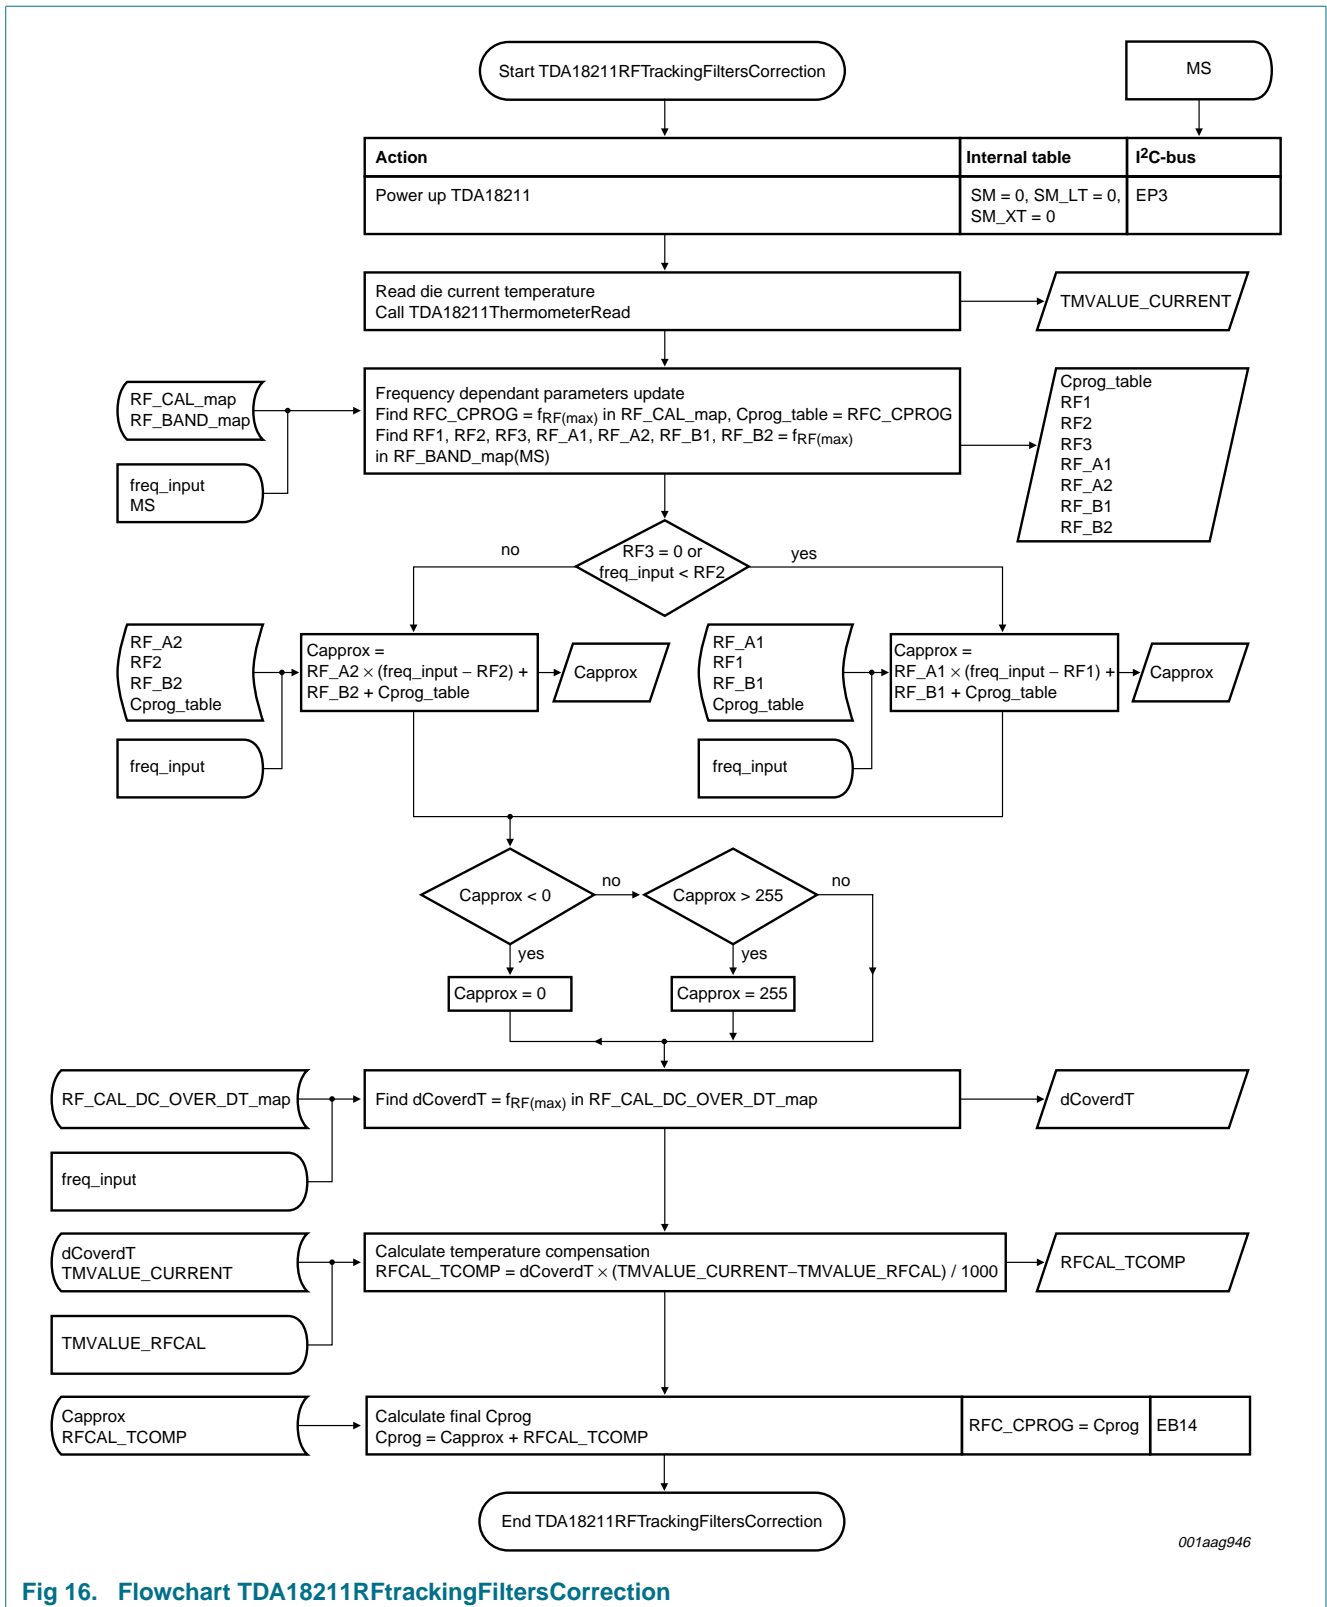 Start TDA18211RFTrackingFiltersCorrection
MS
Action
Internal table
I2C-bus
Power up TDA18211
SM = 0, SM_LT = 0,
SM_XT = 0
EP3
Read die current temperature
Call TDA18211ThermometerRead
TMVALUE_CURRENT
RF_CAL_map
RF_BAND_map
freq_input
MS
Frequency dependant parameters update
Find RFC_CPROG = fRF(max) in RF_CAL_map, Cprog_table = RFC_CPROG
Find RF1, RF2, RF3, RF_A1, RF_A2, RF_B1, RF_B2 = fRF(max)
in RF_BAND_map(MS)
Cprog_table
RF1
RF2
RF3
RF_A1
RF_A2
RF_B1
RF_B2
no
RF3 = 0 or
freq_input < RF2
yes
RF_A2
RF2
RF_B2
Cprog_table
freq_input
Capprox =
RF_A2 × (freq_input – RF2) +
RF_B2 + Cprog_table
Capprox
RF_A1
RF1
RF_B1
Cprog_table
freq_input
Capprox =
RF_A1 × (freq_input – RF1) +
RF_B1 + Cprog_table
Capprox
Capprox < 0
no
Capprox > 255
no
yes
yes
Capprox = 0
Capprox = 255
RF_CAL_DC_OVER_DT_map
freq_input
Find dCoverdT = fRF(max) in RF_CAL_DC_OVER_DT_map
dCoverdT
dCoverdT
TMVALUE_CURRENT
TMVALUE_RFCAL
Calculate temperature compensation
RFCAL_TCOMP = dCoverdT × (TMVALUE_CURRENT–TMVALUE_RFCAL) / 1000
RFCAL_TCOMP
Capprox
RFCAL_TCOMP
Calculate final Cprog
Cprog = Capprox + RFCAL_TCOMP
RFC_CPROG = Cprog
EB14
End TDA18211RFTrackingFiltersCorrection
001aag946
Fig 16. Flowchart TDA18211RFtrackingFiltersCorrection